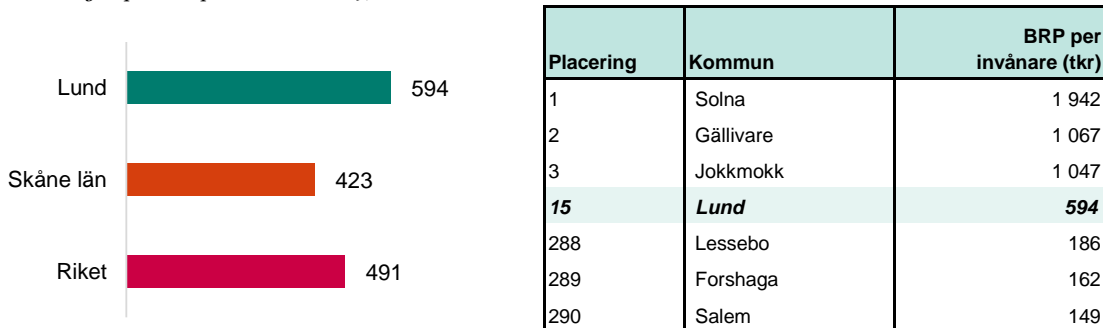 Lund 594
Skåne län 423
Riket 491
Placering Kommun BRP per invånare (tkr)
1 Solna 1 942
2 Gällivare 1 067
3 Jokkmokk 1 047
15 Lund 594
288 Lessebo 186
289 Forshaga 162
290 Salem 149